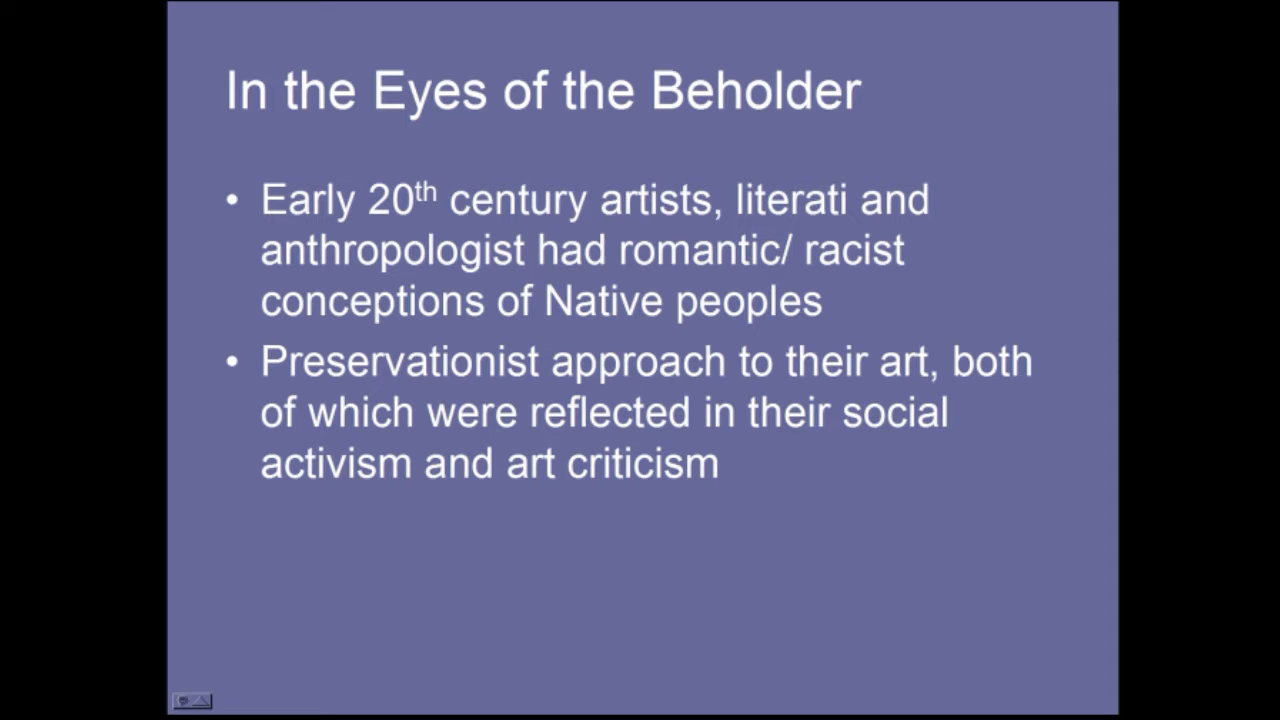 In the Eyes of the Beholder
• Early 20th century artists, literati and
anthropologist had romantic/ racist
conceptions of Native peoples
• Preservationist approach to their art, both
of which were reflected in their social
activism and art criticism